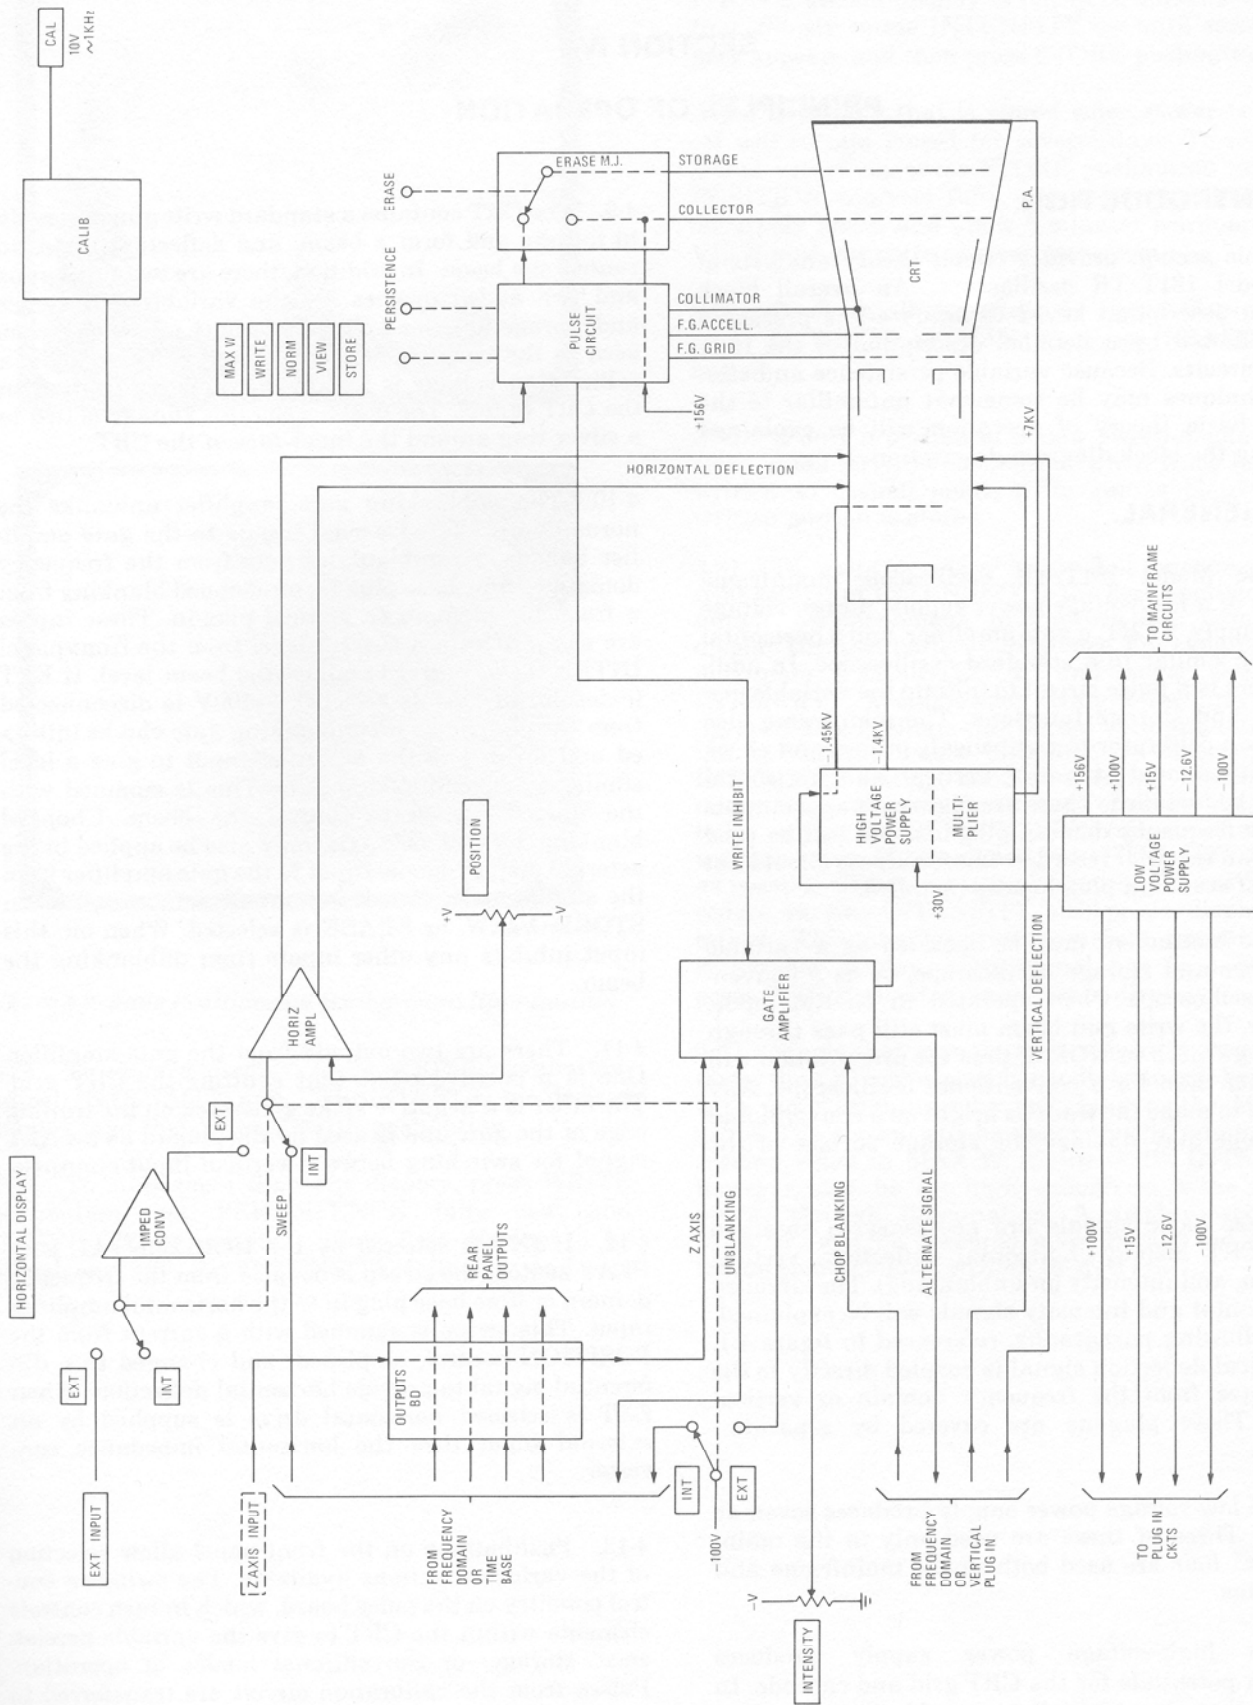 HORIZONTAL DISPLAY
EXT INPUT
EXT
INT
IMPED
CONV
EXT
INT
SWEEP
HORIZ
AMPL
+V
-V
POSITION
CALIB
CAL
10V
~1KHz
MAX W
WRITE
NORM
VIEW
STORE
PERSISTENCE
ERASE
PULSE
CIRCUIT
+156V
ERASE M.J.
STORAGE
COLLECTOR
COLLIMATOR
F.G.ACCELL.
F.G. GRID
HORIZONTAL DEFLECTION
CRT
P.A.
+7KV
Z AXIS INPUT
OUTPUTS
BD
REAR
PANEL
OUTPUTS
FROM
FREQUENCY
DOMAIN
OR
TIME
BASE
Z AXIS
UNBLANKING
CHOP BLANKING
ALTERNATE SIGNAL
INT
EXT
-100V
GATE
AMPLIFIER
WRITE INHIBIT
-1.45KV
-1.4KV
HIGH
VOLTAGE
POWER
SUPPLY
MULTI-
PLIER
+30V
INTENSITY
-V
FROM
FREQUENCY
DOMAIN
OR
VERTICAL
PLUG IN
VERTICAL DEFLECTION
TO
PLUG IN
CKTS
+100V
+15V
-12.6V
-100V
LOW
VOLTAGE
POWER
SUPPLY
+156V
+100V
+15V
-12.6V
-100V
TO MAINFRAME
CIRCUITS